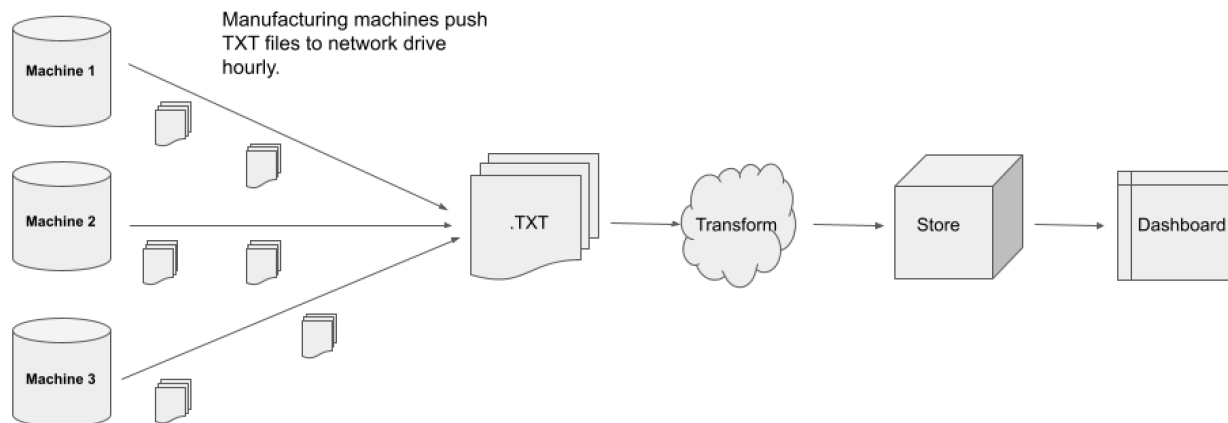 Manufacturing machines push
TXT files to network drive
hourly.
Machine 1
Machine 2
Machine 3
.TXT
Transform
Store
Dashboard